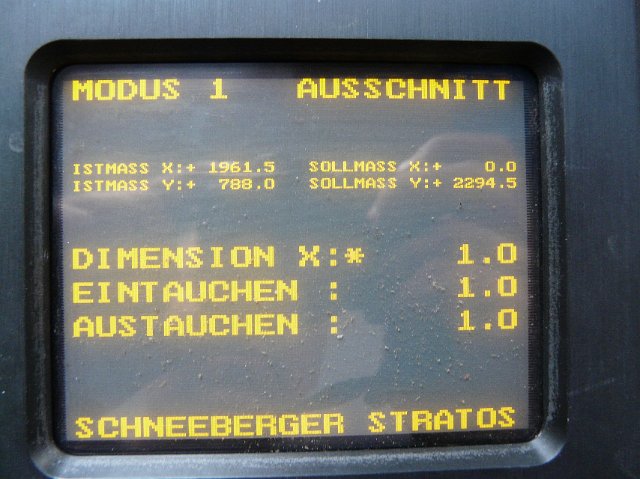 MODUS 1 AUSSCHNITT
ISTMASS X:+ 1961.5 SOLLMASS X:+ 0.0
ISTMASS Y:+ 788.0 SOLLMASS Y:+ 2294.5
DIMENSION X:* 1.0
EINTAUCHEN : 1.0
AUSTAUCHEN : 1.0
SCHNEEBERGER STRATOS